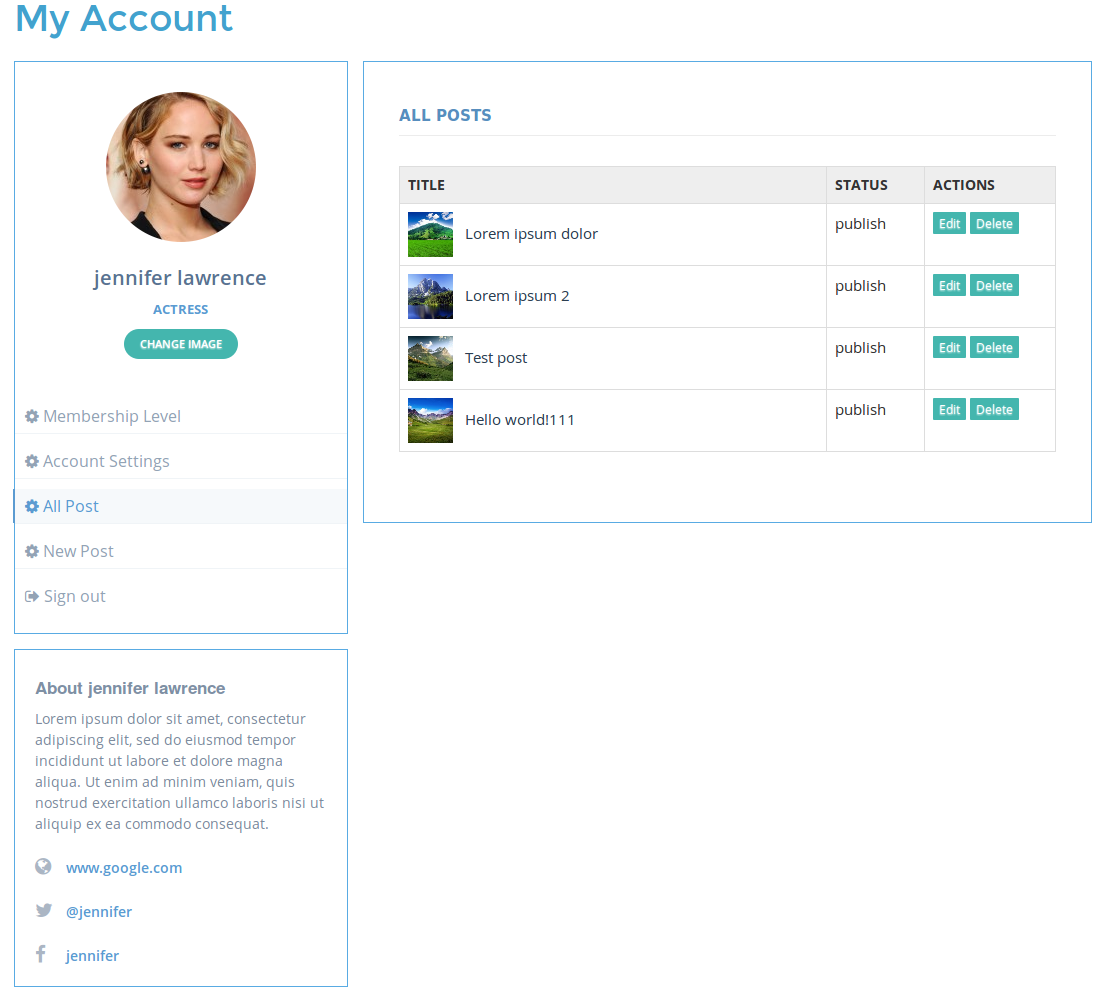 My Account
jennifer lawrence
ACTRESS
CHANGE IMAGE
Membership Level
Account Settings
All Post
New Post
Sign out
About jennifer lawrence
Lorem ipsum dolor sit amet, consectetur
adipiscing elit, sed do eiusmod tempor
incididunt ut labore et dolore magna
aliqua. Ut enim ad minim veniam, quis
nostrud exercitation ullamco laboris nisi ut
aliquip ex ea commodo consequat.
www.google.com
@jennifer
jennifer
ALL POSTS
TITLE STATUS ACTIONS
Lorem ipsum dolor publish Edit Delete
Lorem ipsum 2 publish Edit Delete
Test post publish Edit Delete
Hello world!111 publish Edit Delete